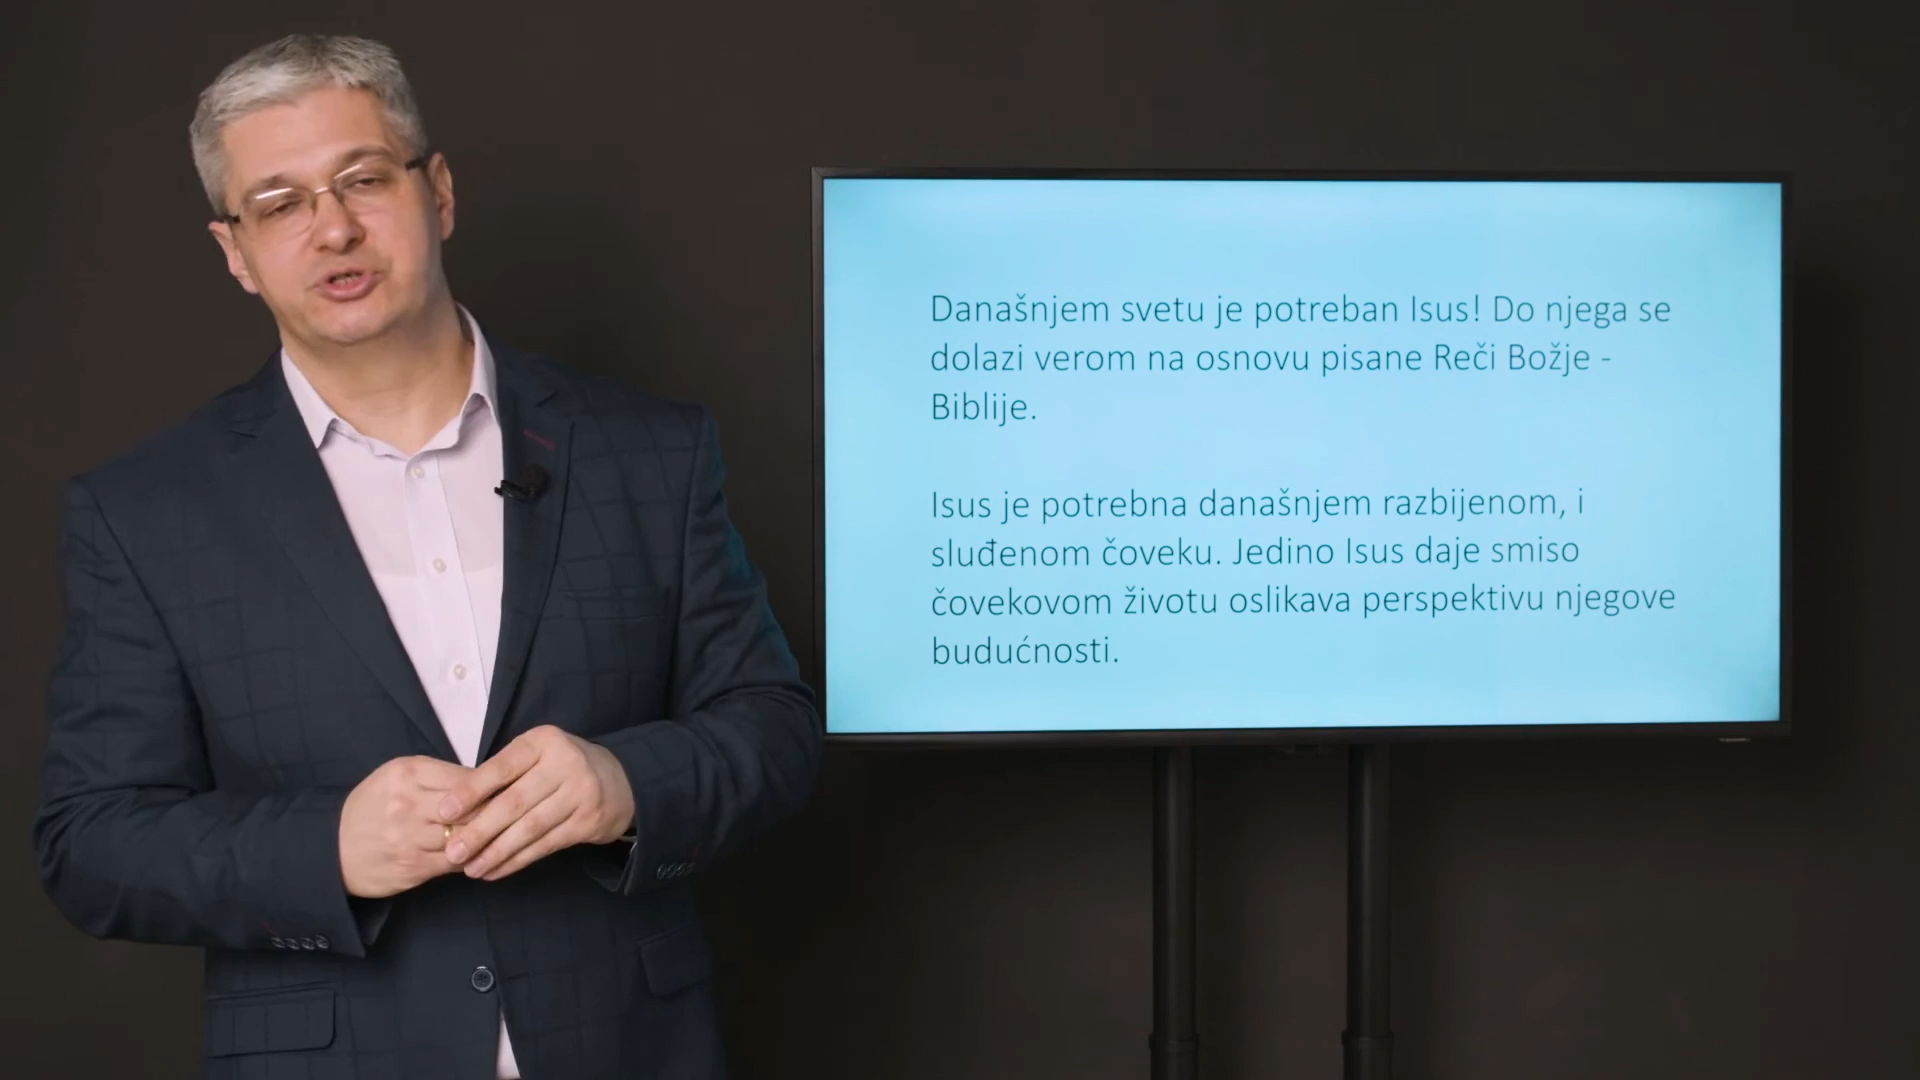 Današnjem svetu je potreban Isus! Do njega se
dolazi verom na osnovu pisane Reči Božje -
Biblije.
Isus je potrebna današnjem razbijenom, i
sluđenom čoveku. Jedino Isus daje smiso
čovekovom životu oslikava perspektivu njegove
budućnosti.